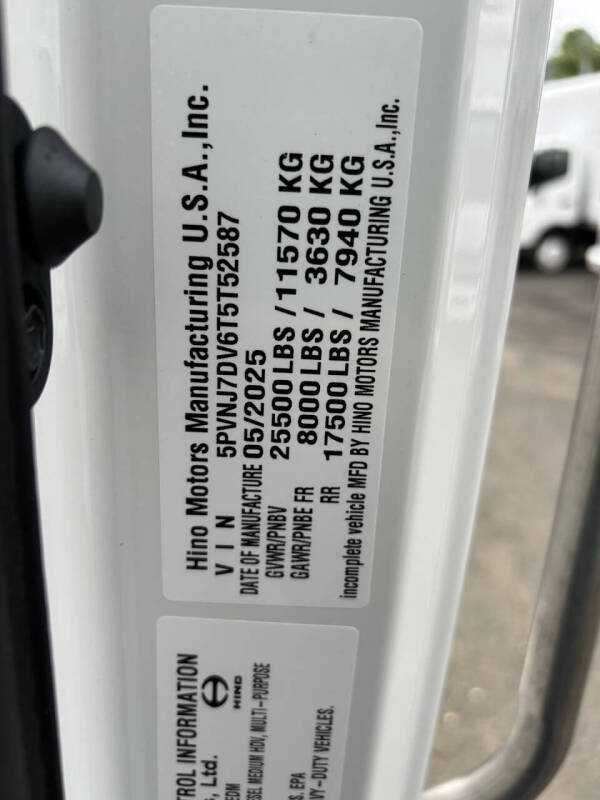 Hino Motors Manufacturing U.S.A.,Inc.
VIN 5PVNJ7DV6T5T52587
DATE OF MANUFACTURE 05/2025
GVWR/PNBV 25500 LBS / 11570 KG
GAWR/PNBE FR 8000 LBS / 3630 KG
RR 17500 LBS / 7940 KG
incomplete vehicle MFD BY HINO MOTORS MANUFACTURING U.S.A.,Inc.
TROL INFORMATION
, Ltd.
HINO
EDM
ESEL MEDIUM HDV, MULTI-PURPOSE
S. EPA
VY-DUTY VEHICLES.